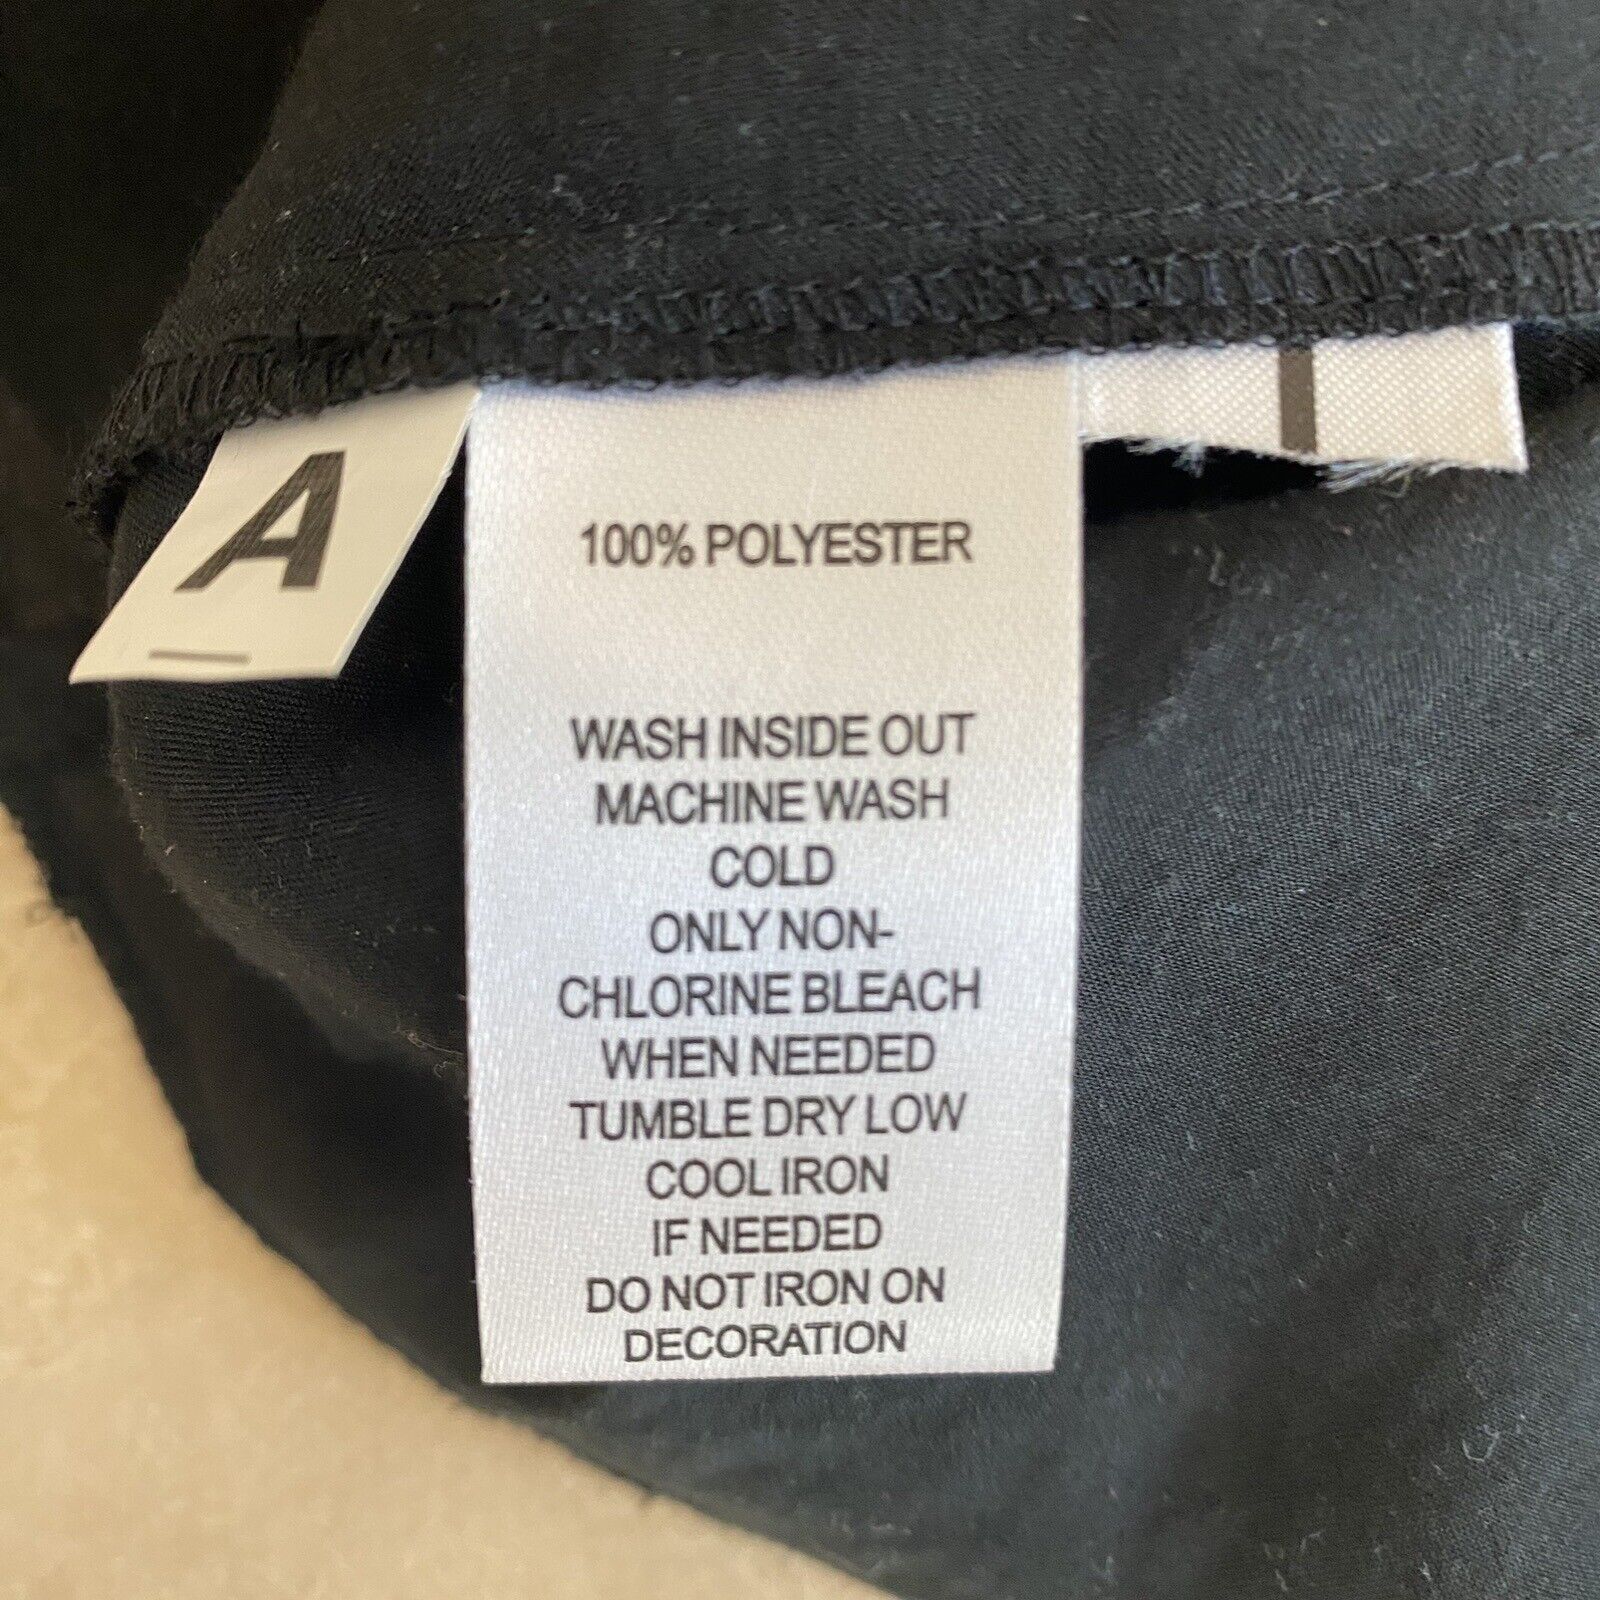 A
100% POLYESTER
WASH INSIDE OUT
MACHINE WASH
COLD
ONLY NON-
CHLORINE BLEACH
WHEN NEEDED
TUMBLE DRY LOW
COOL IRON
IF NEEDED
DO NOT IRON ON
DECORATION